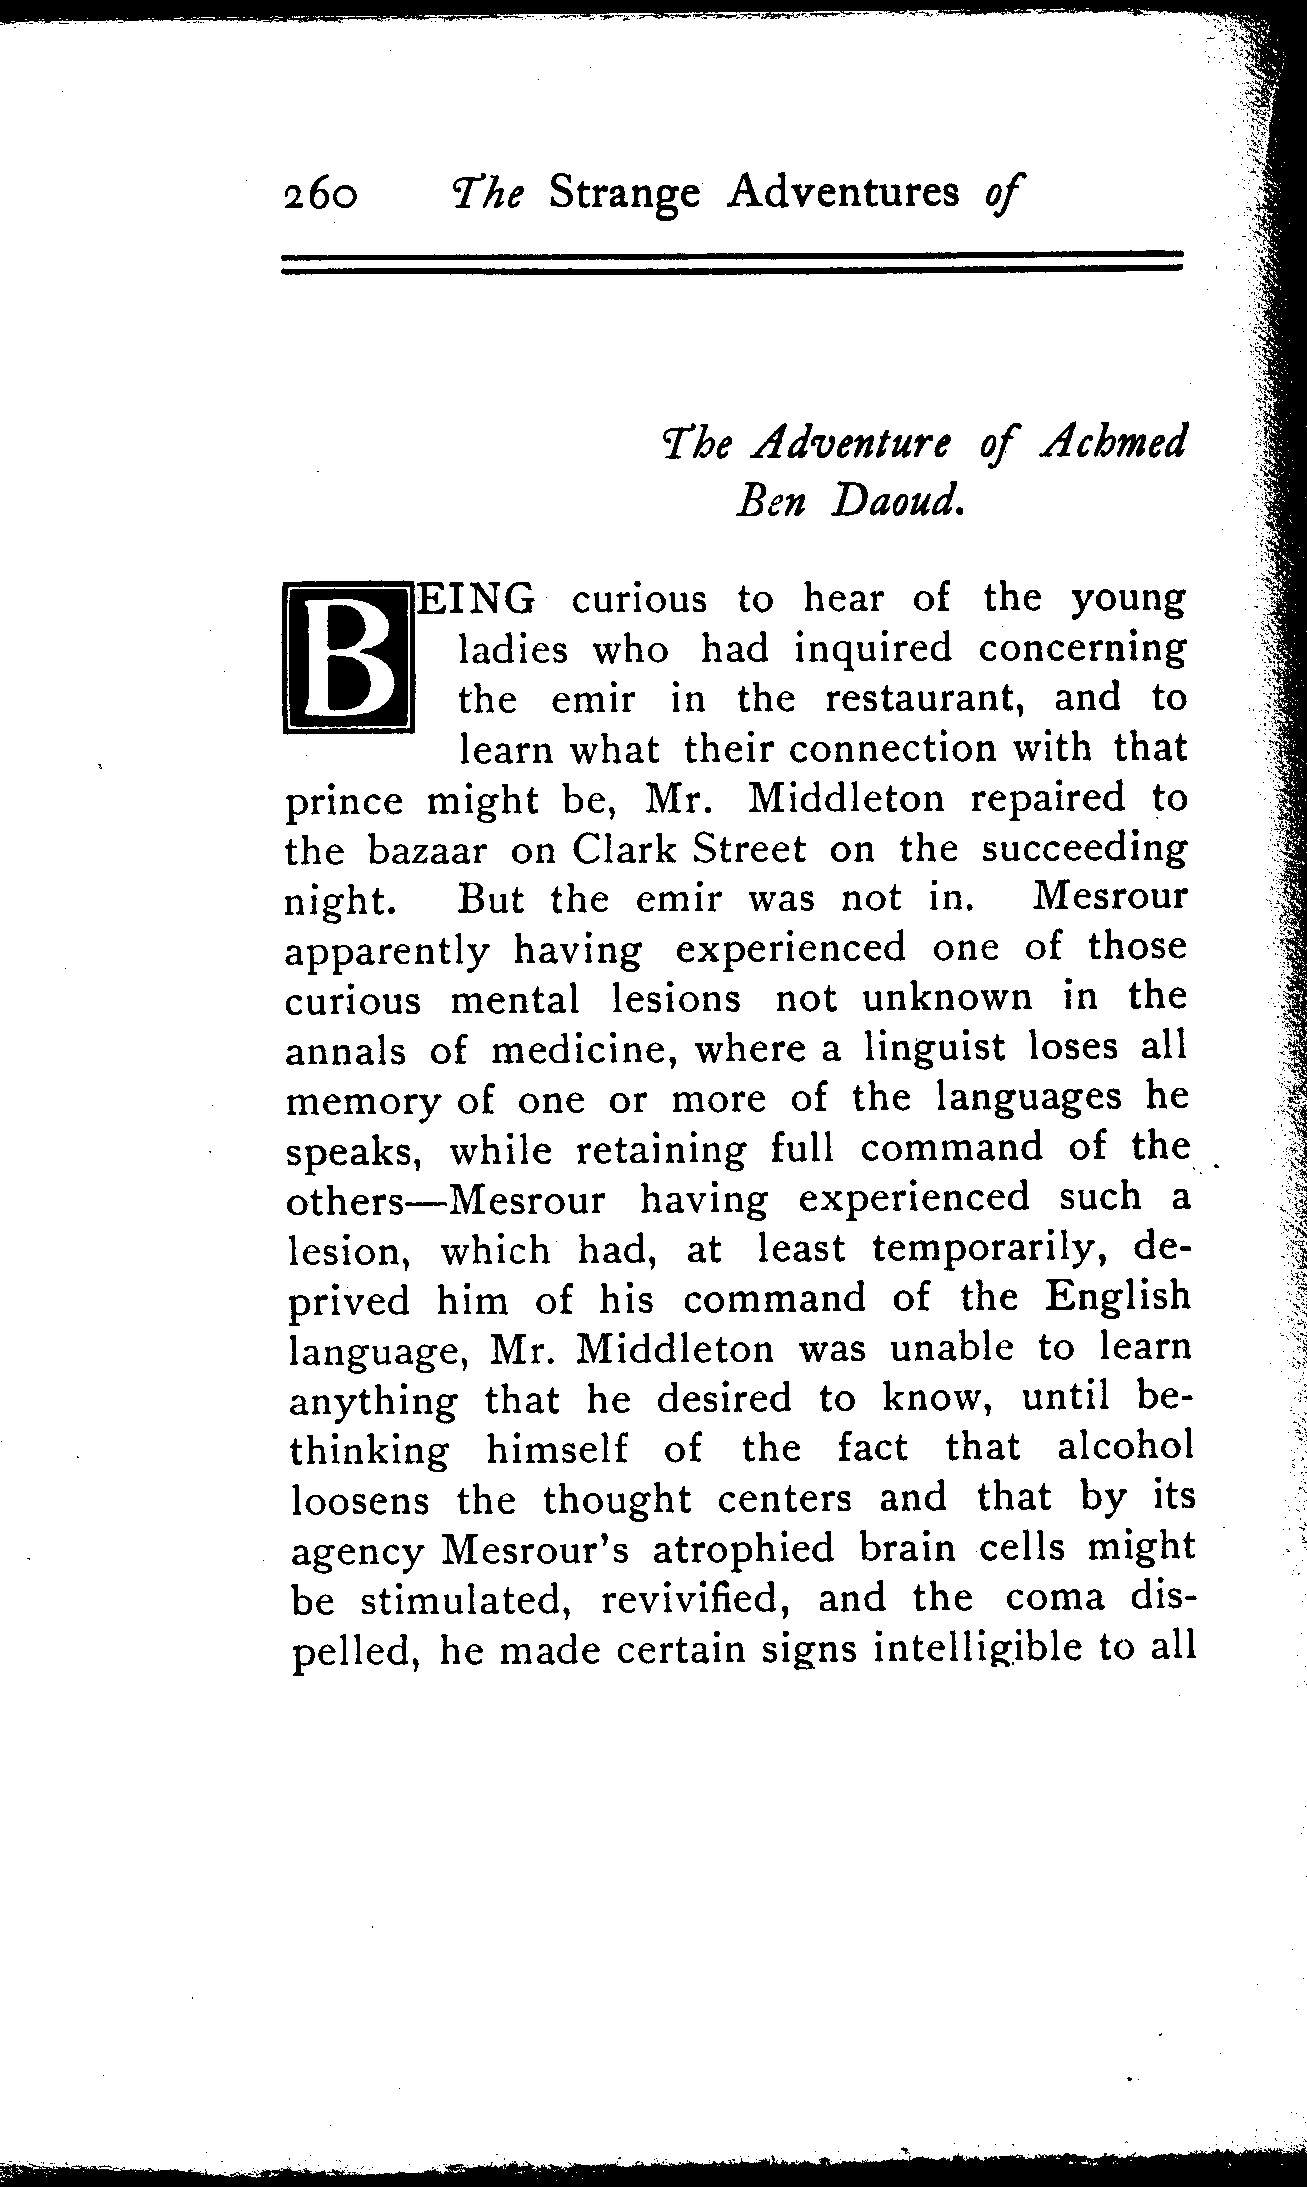 260 The Strange Adventures of
The Adventure of Achmed
Ben Daoud.
BEING curious to hear of the young
ladies who had inquired concerning
the emir in the restaurant, and to
learn what their connection with that
prince might be, Mr. Middleton repaired to
the bazaar on Clark Street on the succeeding
night. But the emir was not in. Mesrour
apparently having experienced one of those
curious mental lesions not unknown in the
annals of medicine, where a linguist loses all
memory of one or more of the languages he
speaks, while retaining full command of the
others—Mesrour having experienced such a
lesion, which had, at least temporarily, de-
prived him of his command of the English
language, Mr. Middleton was unable to learn
anything that he desired to know, until be-
thinking himself of the fact that alcohol
loosens the thought centers and that by its
agency Mesrour's atrophied brain cells might
be stimulated, revivified, and the coma dis-
pelled, he made certain signs intelligible to all